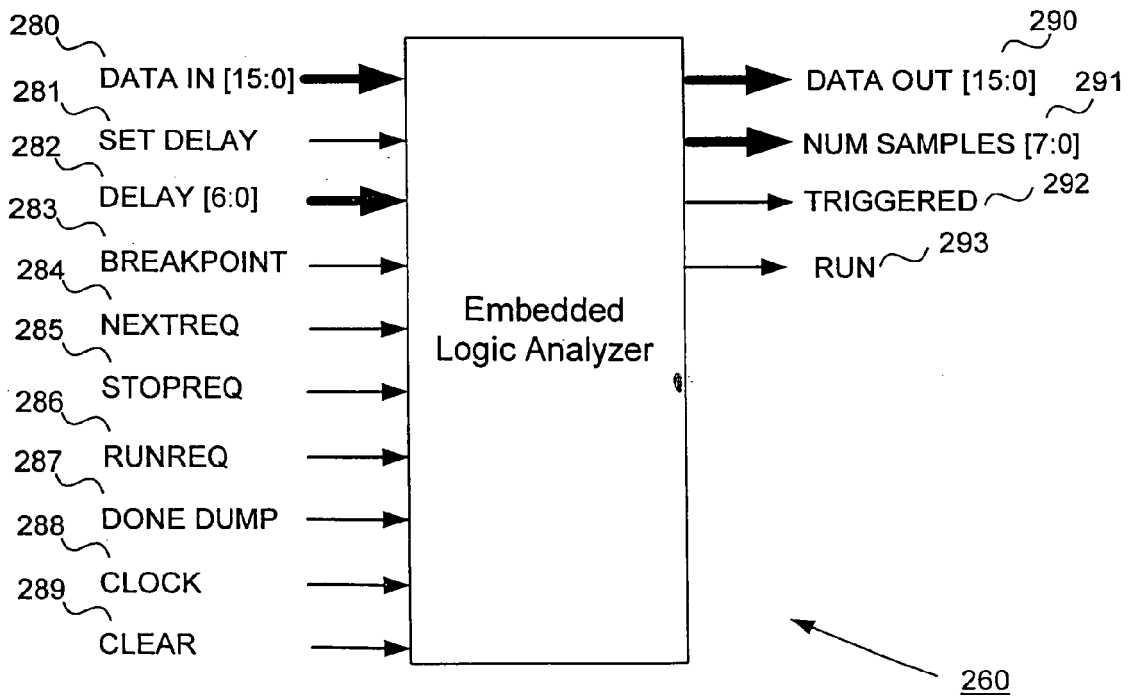 280
DATA IN [15:0]
281
SET DELAY
282
DELAY [6:0]
283
BREAKPOINT
284
NEXTREQ
285
STOPREQ
286
RUNREQ
287
DONE DUMP
288
CLOCK
289
CLEAR
Embedded
Logic Analyzer
290
DATA OUT [15:0]
291
NUM SAMPLES [7:0]
TRIGGERED 292
RUN 293
260